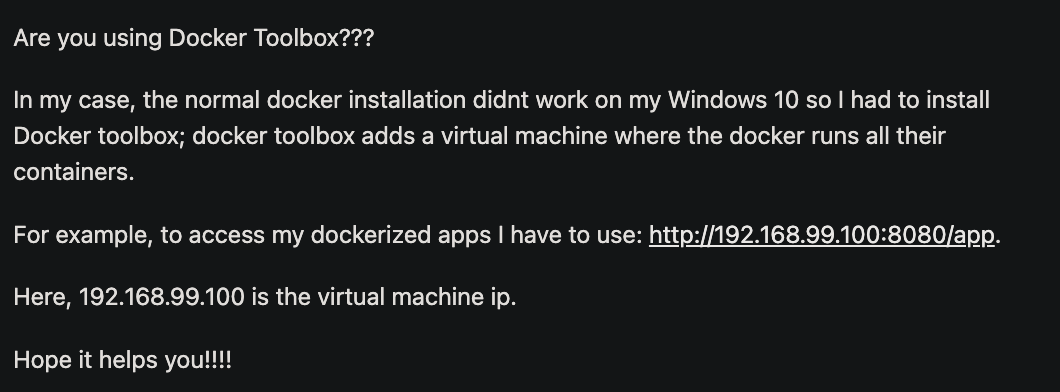 Are you using Docker Toolbox???
In my case, the normal docker installation didnt work on my Windows 10 so I had to install
Docker toolbox; docker toolbox adds a virtual machine where the docker runs all their
containers.
For example, to access my dockerized apps I have to use: http://192.168.99.100:8080/app.
Here, 192.168.99.100 is the virtual machine ip.
Hope it helps you!!!!